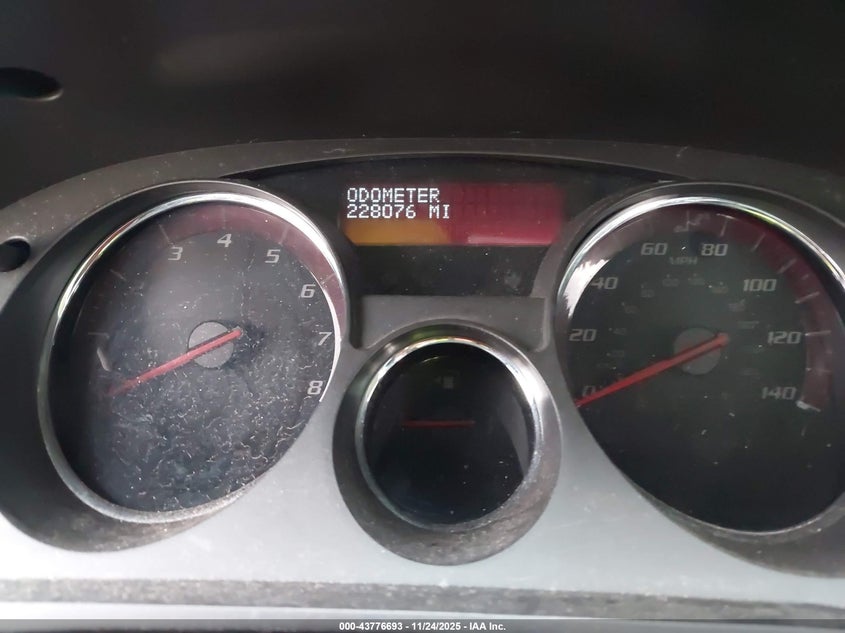 ODOMETER
228076 MI
3 4 5 6 7 8
0 20 40 60 80 100 120 140
MPH
000-43776693 - 11/24/2025 - IAA Inc.